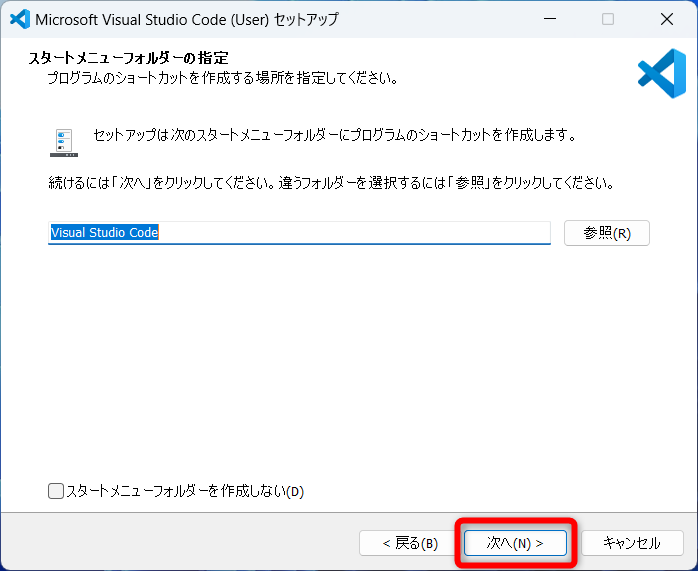 Microsoft Visual Studio Code (User) セットアップ
スタートメニューフォルダーの指定
プログラムのショートカットを作成する場所を指定してください。
セットアップは次のスタートメニューフォルダーにプログラムのショートカットを作成します。
続けるには「次へ」をクリックしてください。違うフォルダーを選択するには「参照」をクリックしてください。
Visual Studio Code
参照(R)
スタートメニューフォルダーを作成しない(D)
< 戻る(B)
次へ(N) >
キャンセル